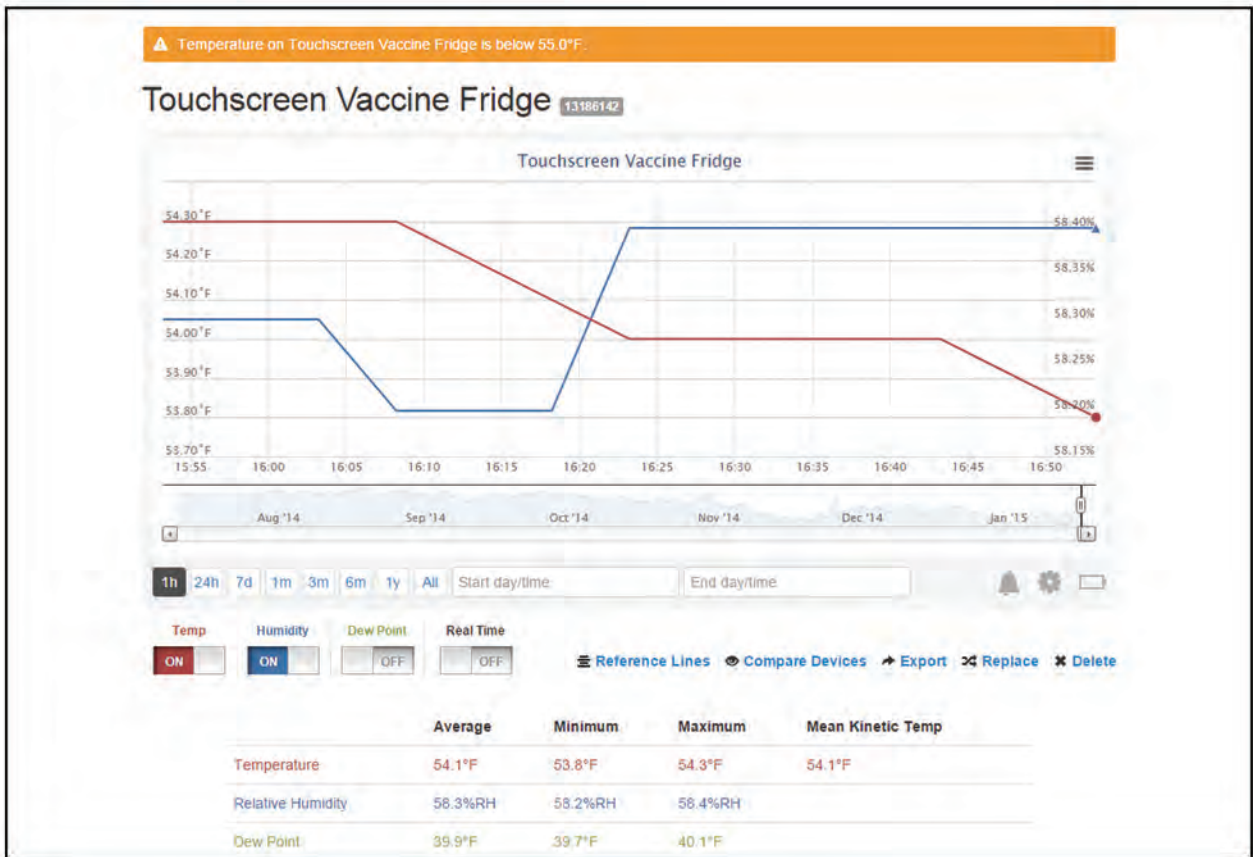 Temperature on Touchscreen Vaccine Fridge is below 55.0°F.
Touchscreen Vaccine Fridge 13186142
Touchscreen Vaccine Fridge
54.30°F 58.40%
54.20°F 58.35%
54.10°F 58.30%
54.00°F
53.90°F 58.25%
53.80°F 58.20%
53.70°F 58.15%
15:55 16:00 16:05 16:10 16:15 16:20 16:25 16:30 16:35 16:40 16:45 16:50
Aug '14 Sep '14 Oct '14 Nov '14 Dec '14 Jan '15
1h 24h 7d 1m 3m 6m 1y All Start day/time End day/time
Temp Humidity Dew Point Real Time
ON ON OFF OFF Reference Lines Compare Devices Export Replace Delete
Average Minimum Maximum Mean Kinetic Temp
Temperature 54.1°F 53.8°F 54.3°F 54.1°F
Relative Humidity 58.3%RH 58.2%RH 58.4%RH
Dew Point 39.9°F 39.7°F 40.1°F